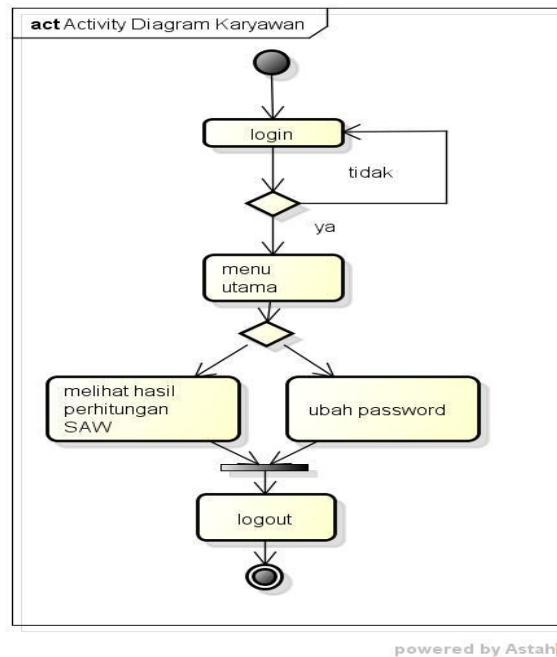 act Activity Diagram Karyawan
login
tidak
ya
menu
utama
melihat hasil
perhitungan
SAW
ubah password
logout
powered by Astah